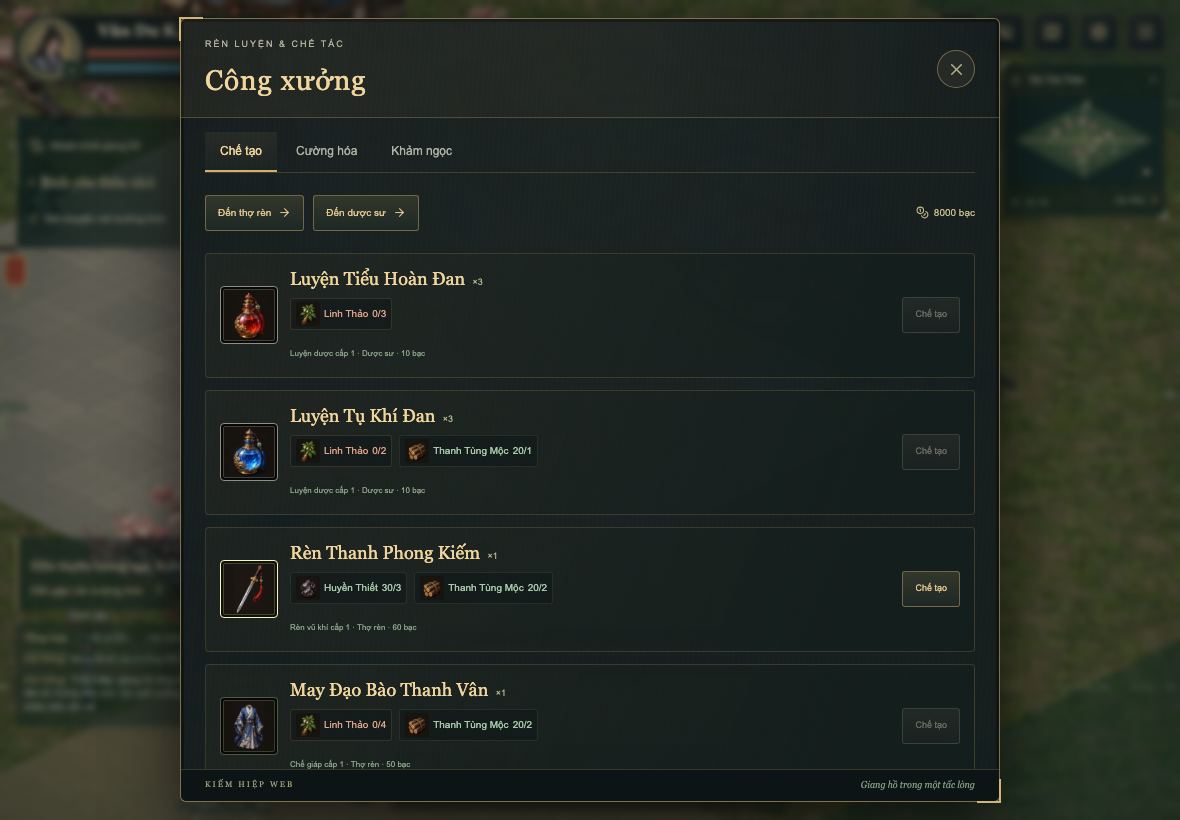 RÈN LUYỆN & CHẾ TÁC
Công xưởng
Chế tạo
Cường hóa
Khảm ngọc
Đến thợ rèn
Đến dược sư
8000 bạc
Luyện Tiểu Hoàn Đan ×3
Linh Thảo 0/3
Chế tạo
Luyện dược cấp 1 · Dược sư · 10 bạc
Luyện Tụ Khí Đan ×3
Linh Thảo 0/2
Thanh Tùng Mộc 20/1
Chế tạo
Luyện dược cấp 1 · Dược sư · 10 bạc
Rèn Thanh Phong Kiếm ×1
Huyền Thiết 30/3
Thanh Tùng Mộc 20/2
Chế tạo
Rèn vũ khí cấp 1 · Thợ rèn · 60 bạc
May Đạo Bào Thanh Vân ×1
Linh Thảo 0/4
Thanh Tùng Mộc 20/2
Chế tạo
Chế giáp cấp 1 · Thợ rèn · 50 bạc
KIẾM HIỆP WEB
Giang hồ trong một tấc lòng